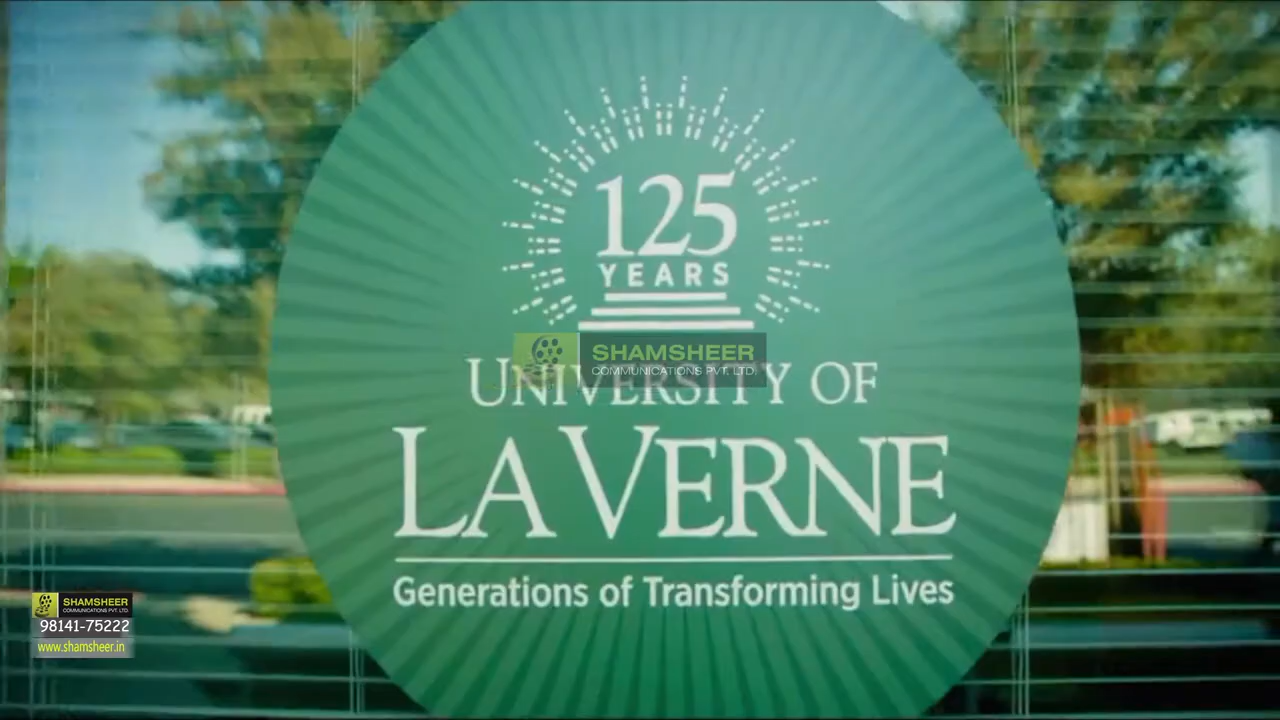 125
YEARS
SHAMSHEER
COMMUNICATIONS PVT. LTD.
UNIVERSITY OF
LA VERNE
Generations of Transforming Lives
SHAMSHEER
COMMUNICATIONS PVT. LTD.
98141-75222
www.shamsheer.in